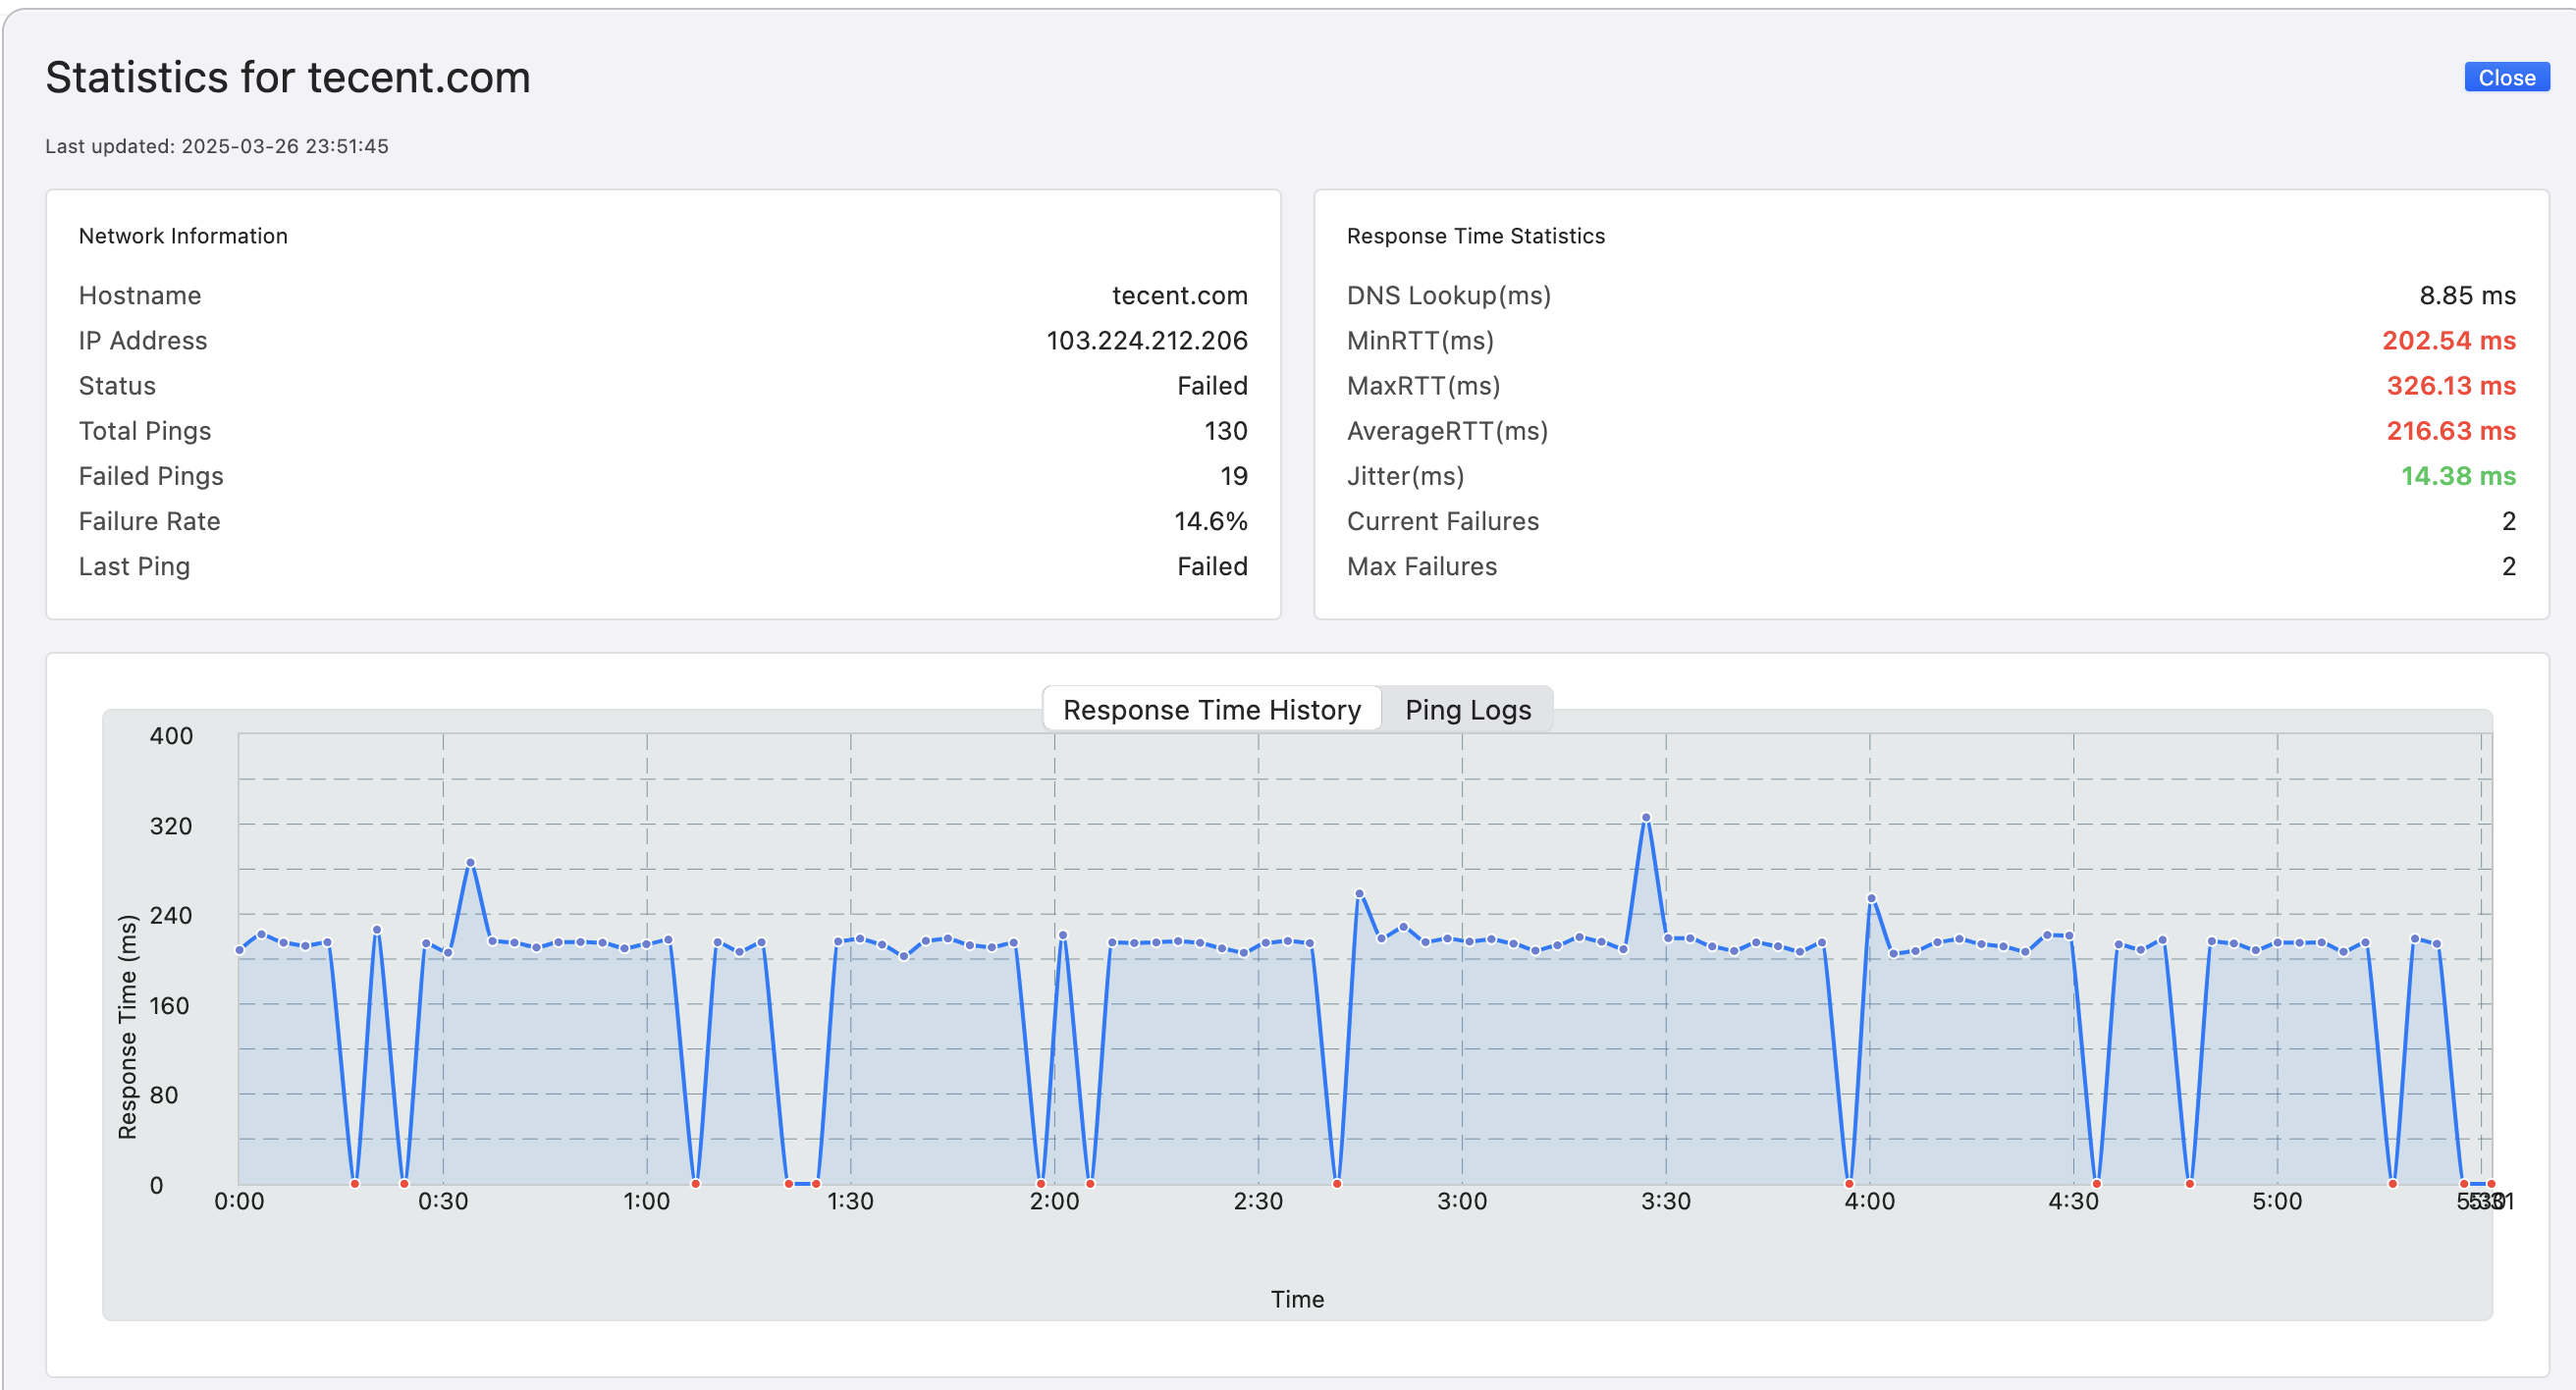 Statistics for tecent.com
Close
Last updated: 2025-03-26 23:51:45
Network Information
Hostname tecent.com
IP Address 103.224.212.206
Status Failed
Total Pings 130
Failed Pings 19
Failure Rate 14.6%
Last Ping Failed
Response Time Statistics
DNS Lookup(ms) 8.85 ms
MinRTT(ms) 202.54 ms
MaxRTT(ms) 326.13 ms
AverageRTT(ms) 216.63 ms
Jitter(ms) 14.38 ms
Current Failures 2
Max Failures 2
Response Time History Ping Logs
Response Time (ms)
400
320
240
160
80
0
0:00 0:30 1:00 1:30 2:00 2:30 3:00 3:30 4:00 4:30 5:00
Time